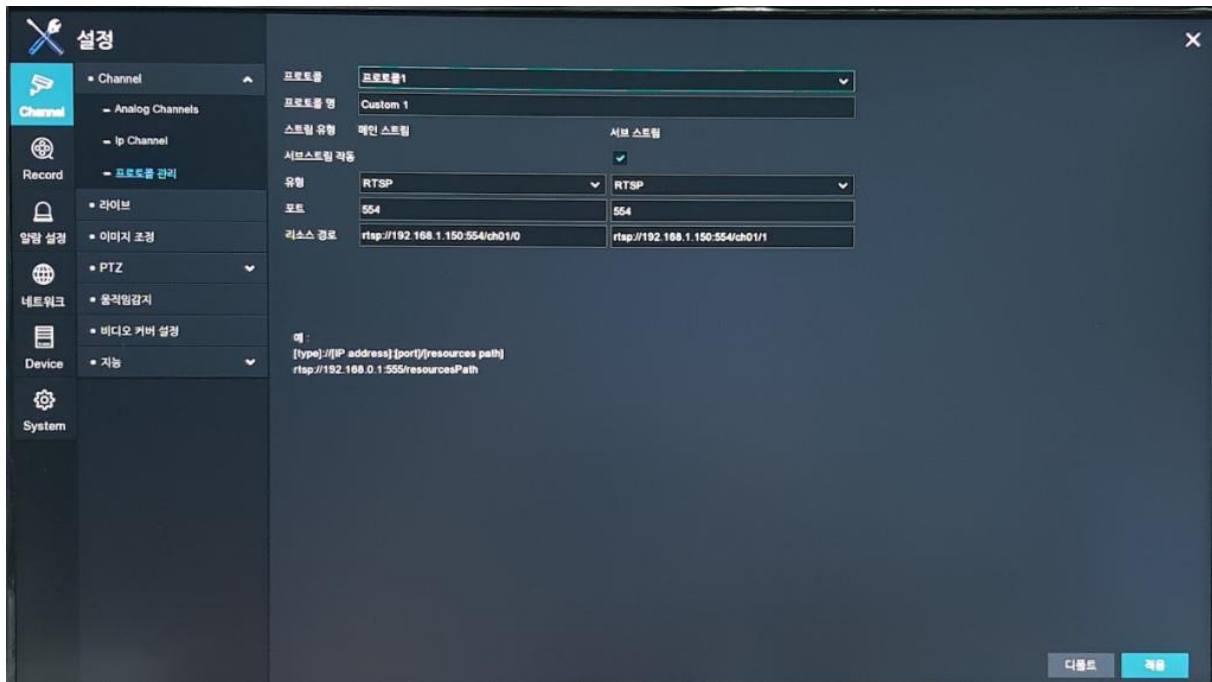 설정
Channel
Record
알람 설정
네트워크
Device
System
Channel
Analog Channels
Ip Channel
프로토콜 관리
라이브
이미지 조정
PTZ
움직임감지
비디오 커버 설정
지능
프로토콜 프로토콜1
프로토콜 명 Custom 1
스트림 유형 메인 스트림 서브 스트림
서브스트림 작동
유형 RTSP RTSP
포트 554 554
리소스 경로 rtsp://192.168.1.150:554/ch01/0 rtsp://192.168.1.150:554/ch01/1
예 :
[type]://[IP address]:[port]/[resources path]
rtsp://192.168.0.1:555/resourcesPath
디폴트 적용